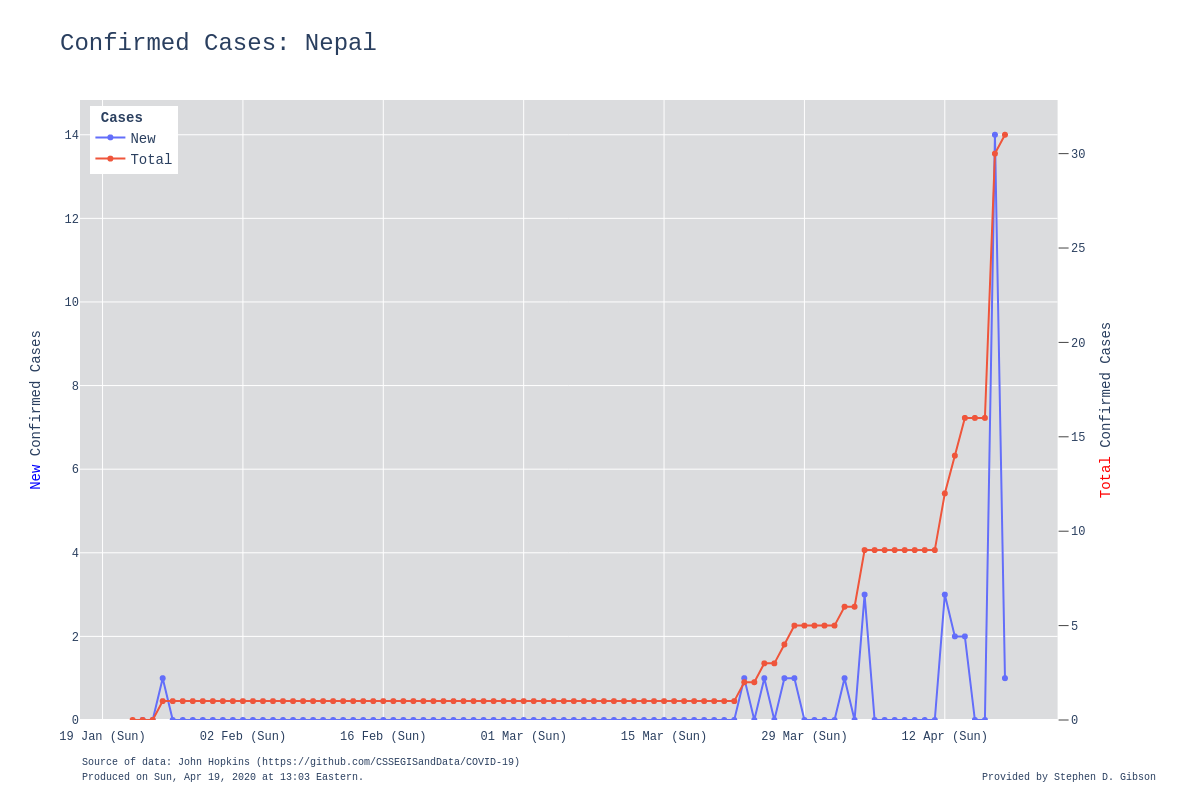 Confirmed Cases: Nepal
Cases
New
Total
14
12
10
8
6
4
2
0
New Confirmed Cases
30
25
20
15
10
5
0
Total Confirmed Cases
19 Jan (Sun)
02 Feb (Sun)
16 Feb (Sun)
01 Mar (Sun)
15 Mar (Sun)
29 Mar (Sun)
12 Apr (Sun)
Source of data: John Hopkins (https://github.com/CSSEGISandData/COVID-19)
Produced on Sun, Apr 19, 2020 at 13:03 Eastern.
Provided by Stephen D. Gibson